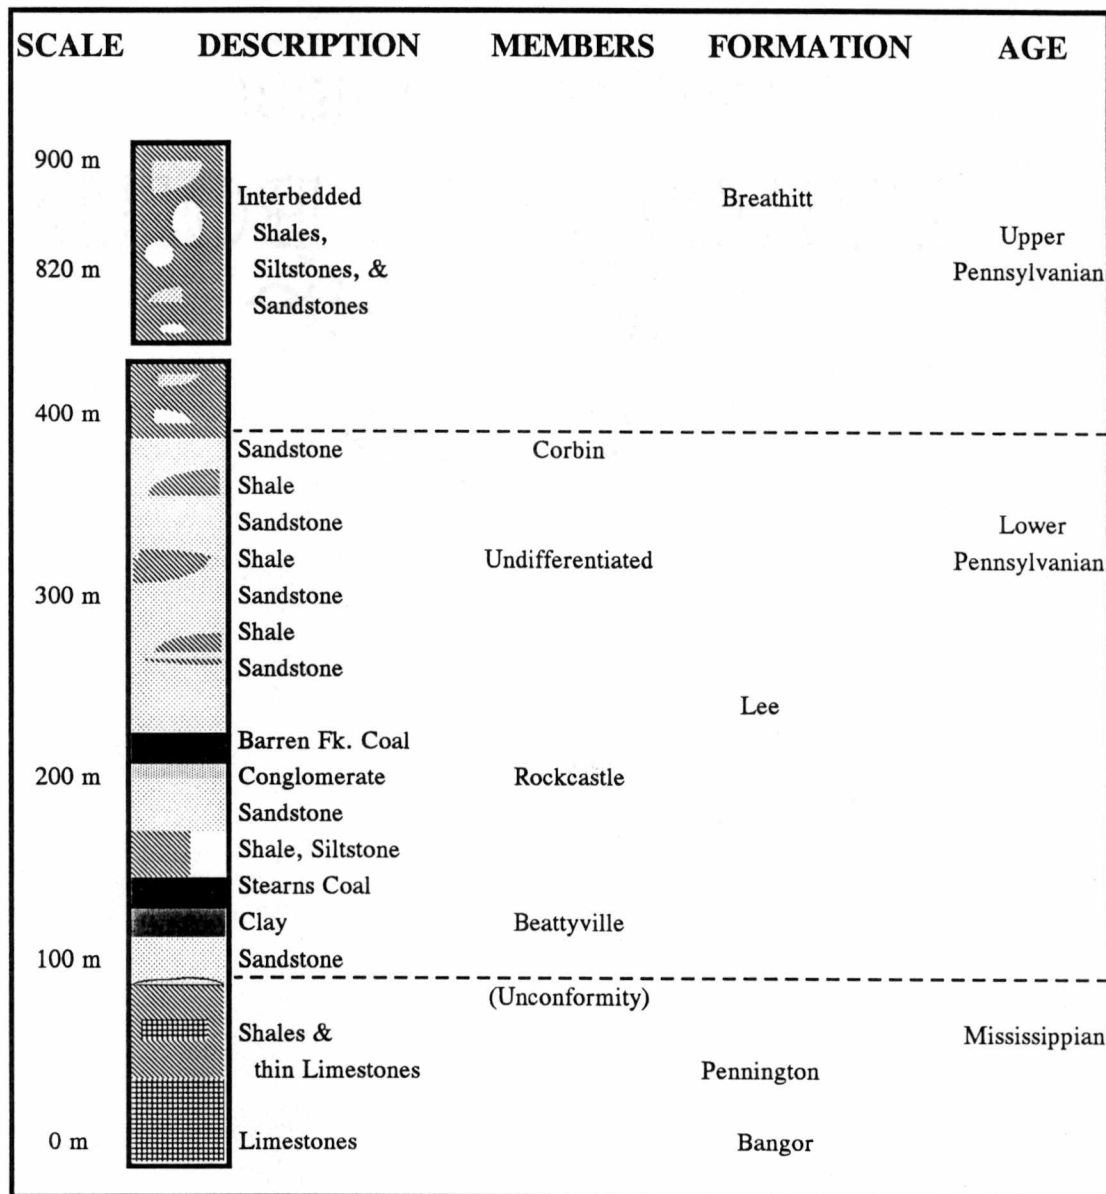 SCALE DESCRIPTION MEMBERS FORMATION AGE
900 m
Interbedded Breathitt
Shales, Upper
820 m Siltstones, & Pennsylvanian
Sandstones
400 m
Sandstone Corbin
Shale
Sandstone Lower
Shale Undifferentiated Pennsylvanian
300 m Sandstone
Shale
Sandstone
Lee
Barren Fk. Coal
200 m Conglomerate Rockcastle
Sandstone
Shale, Siltstone
Stearns Coal
Clay Beattyville
100 m Sandstone
(Unconformity)
Shales & Mississippian
thin Limestones Pennington
0 m Limestones Bangor